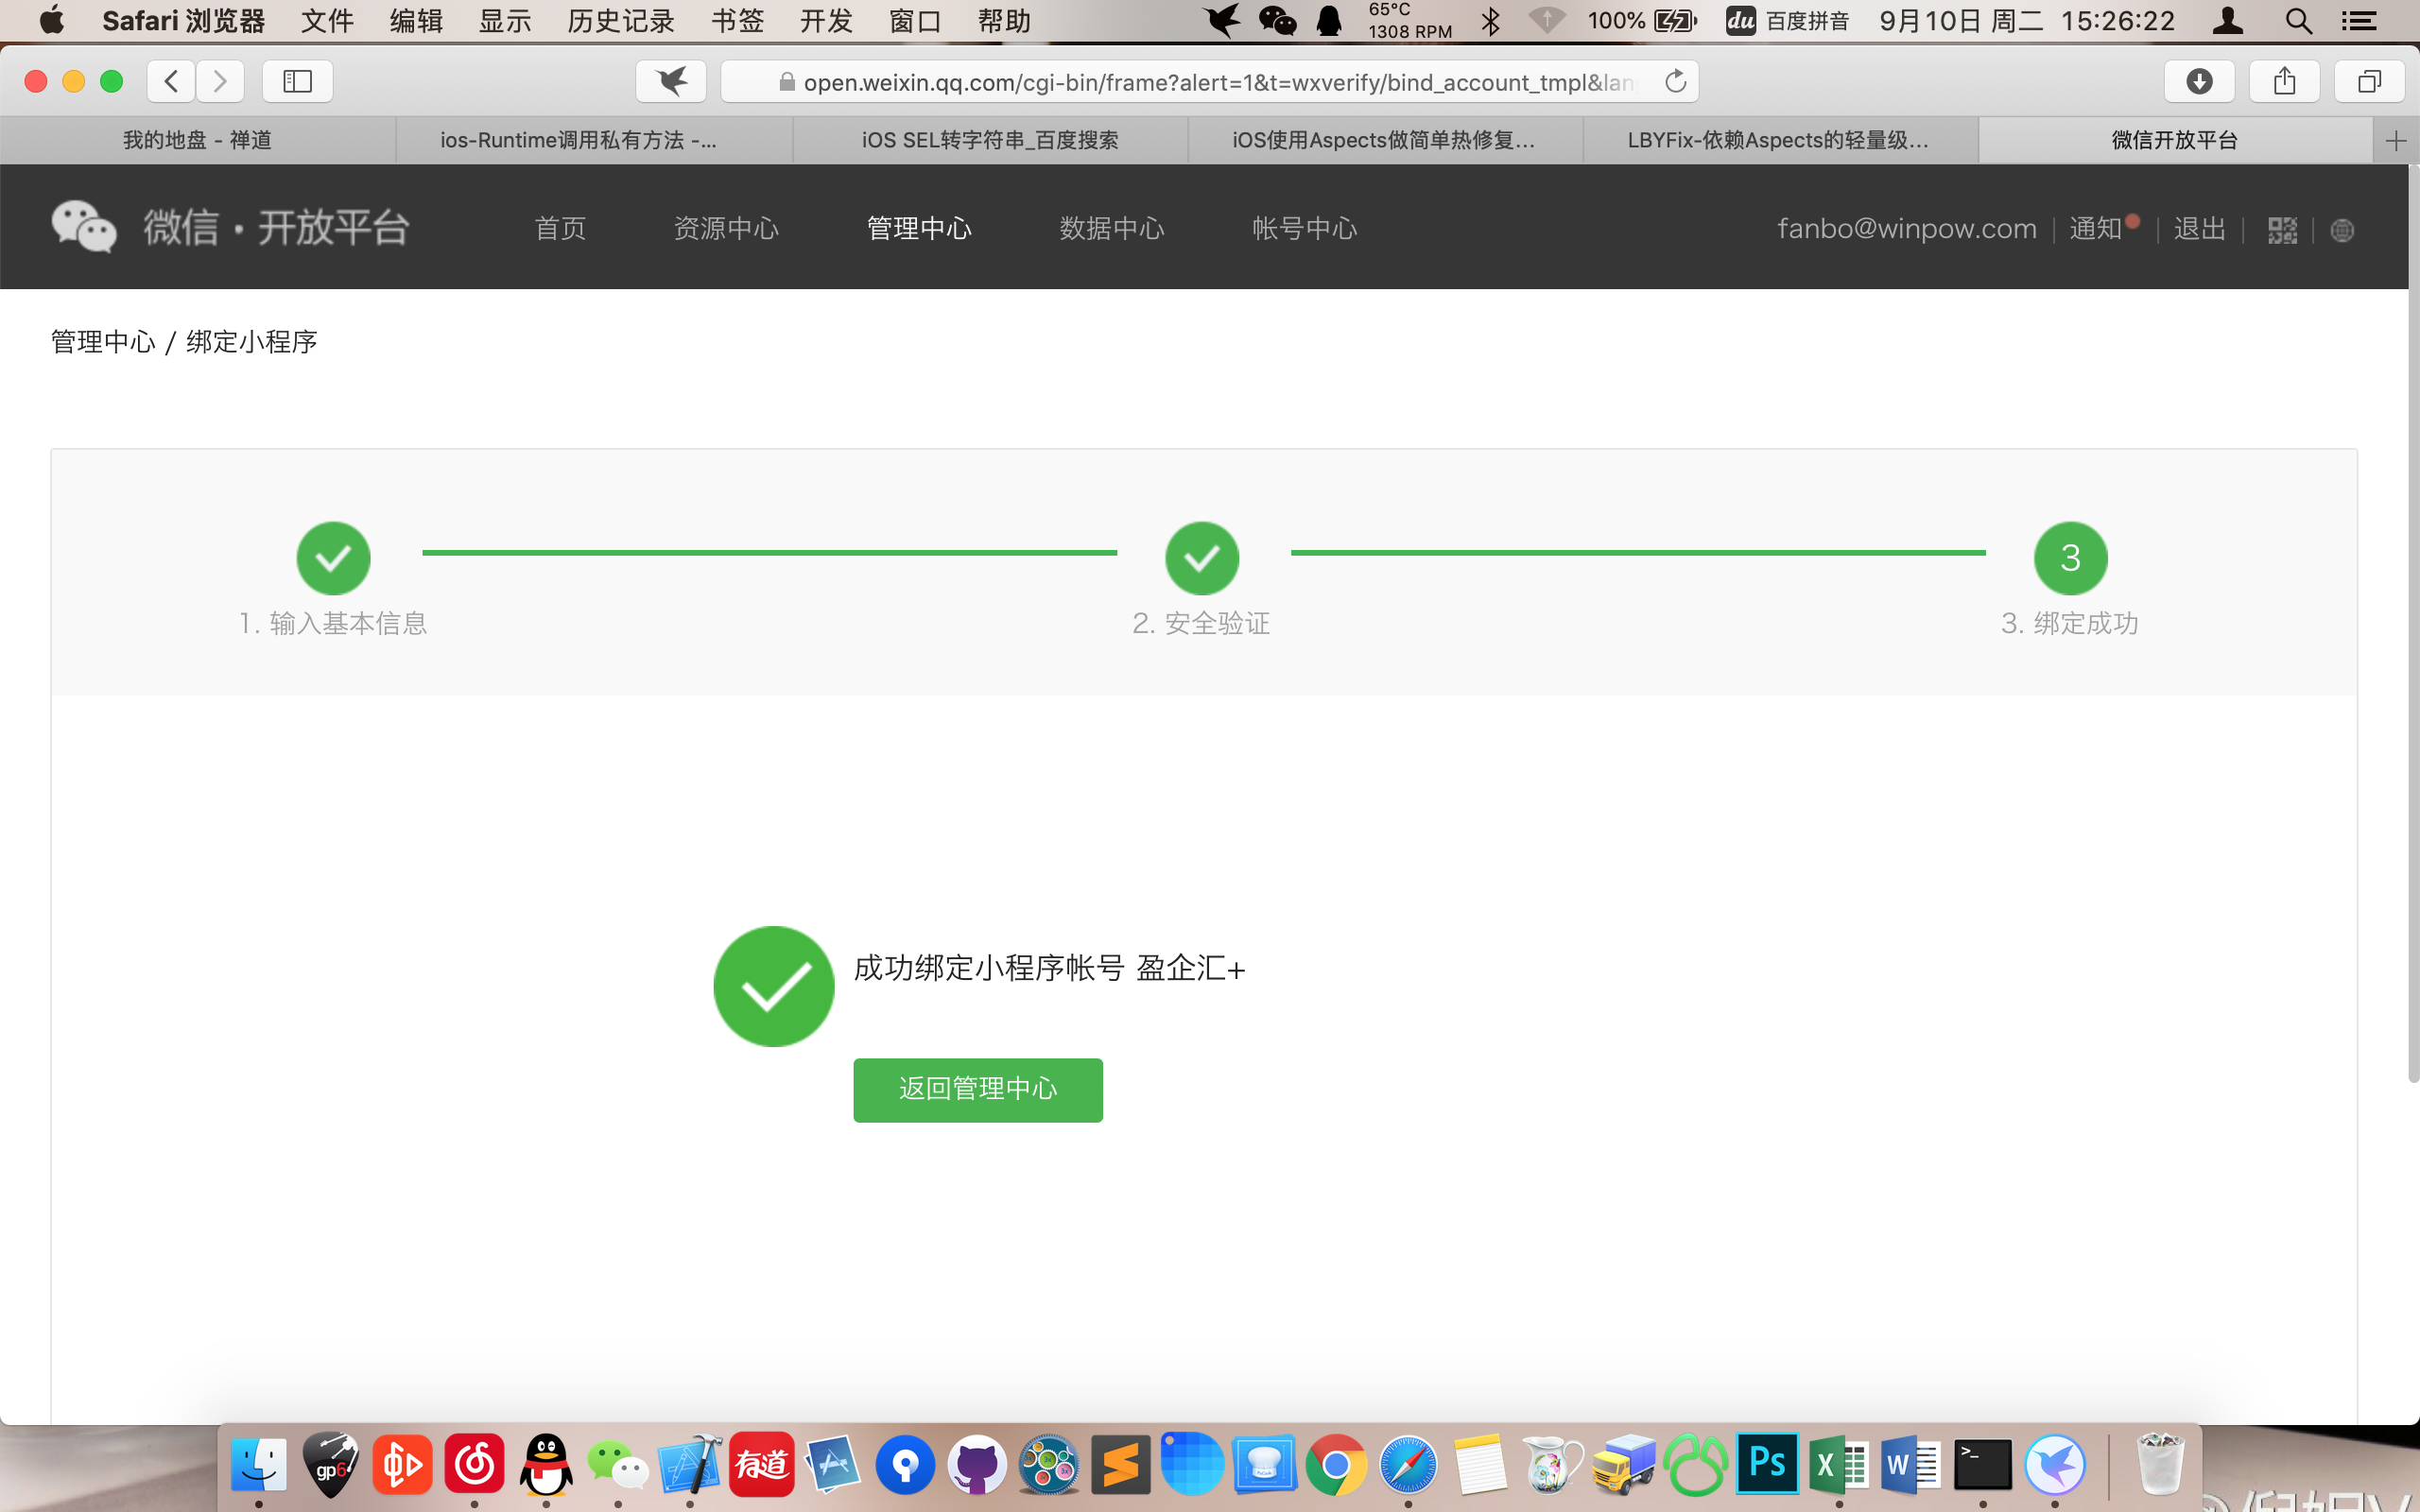 Safari 浏览器 文件 编辑 显示 历史记录 书签 开发 窗口 帮助 65°C 100% du 百度拼音 9月10日 周二 15:26:22
1308 RPM
open.weixin.qq.com/cgi-bin/frame?alert=1&t=wxverify/bind_account_tmpl&lan
我的地盘 - 禅道 ios-Runtime调用私有方法 -... iOS SEL转字符串_百度搜索 iOS使用Aspects做简单热修复... LBYFix-依赖Aspects的轻量级... 微信开放平台
微信·开放平台 首页 资源中心 管理中心 数据中心 帐号中心 fanbo@winpow.com 通知 退出
管理中心 / 绑定小程序
3
1. 输入基本信息 2. 安全验证 3. 绑定成功
成功绑定小程序帐号 盈企汇+
返回管理中心
gp6 有道 Ps X W >_